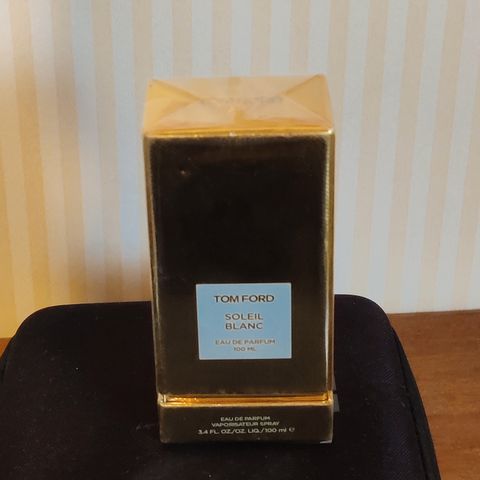 TOM FORD
SOLEIL
BLANC
EAU DE PARFUM
100 ML
EAU DE PARFUM
VAPORISATEUR SPRAY
3.4 FL. OZ./OZ. LIQ./100 ml ℮